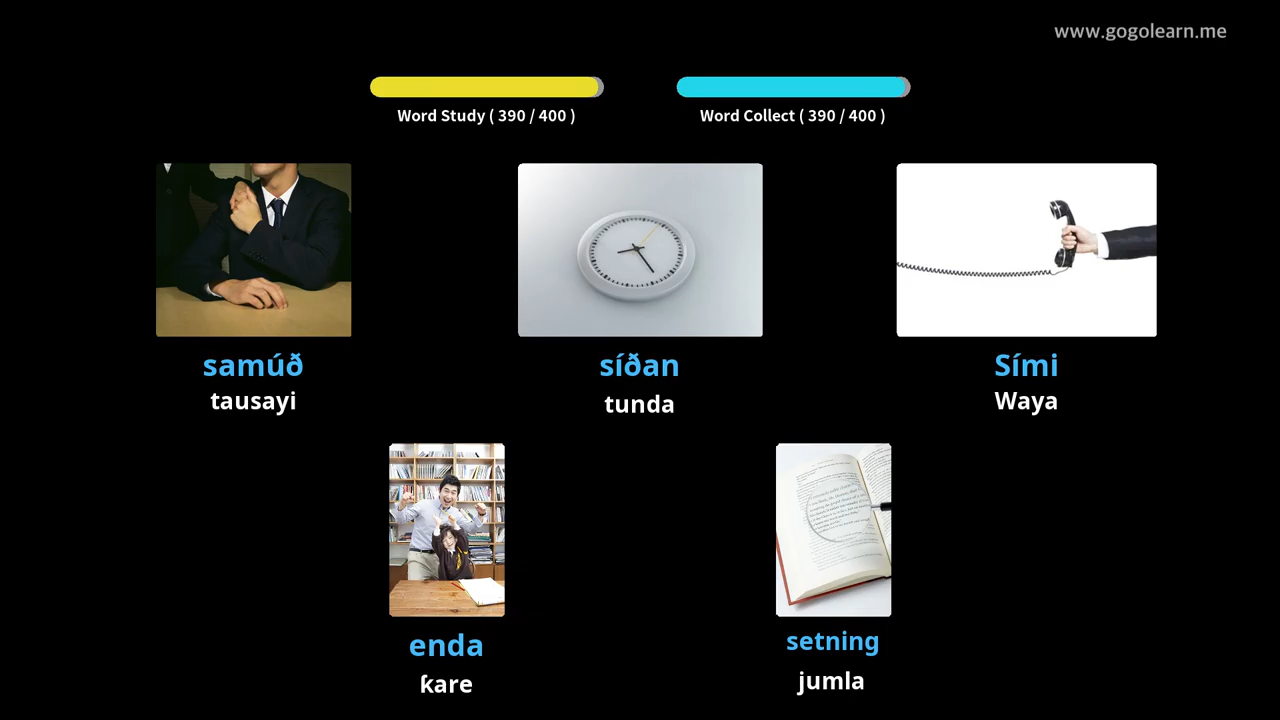 www.gogolearn.me
Word Study ( 390 / 400 )
Word Collect ( 390 / 400 )
samúð
síðan
Sími
tausayi
tunda
Waya
enda
setning
ƙare
jumla